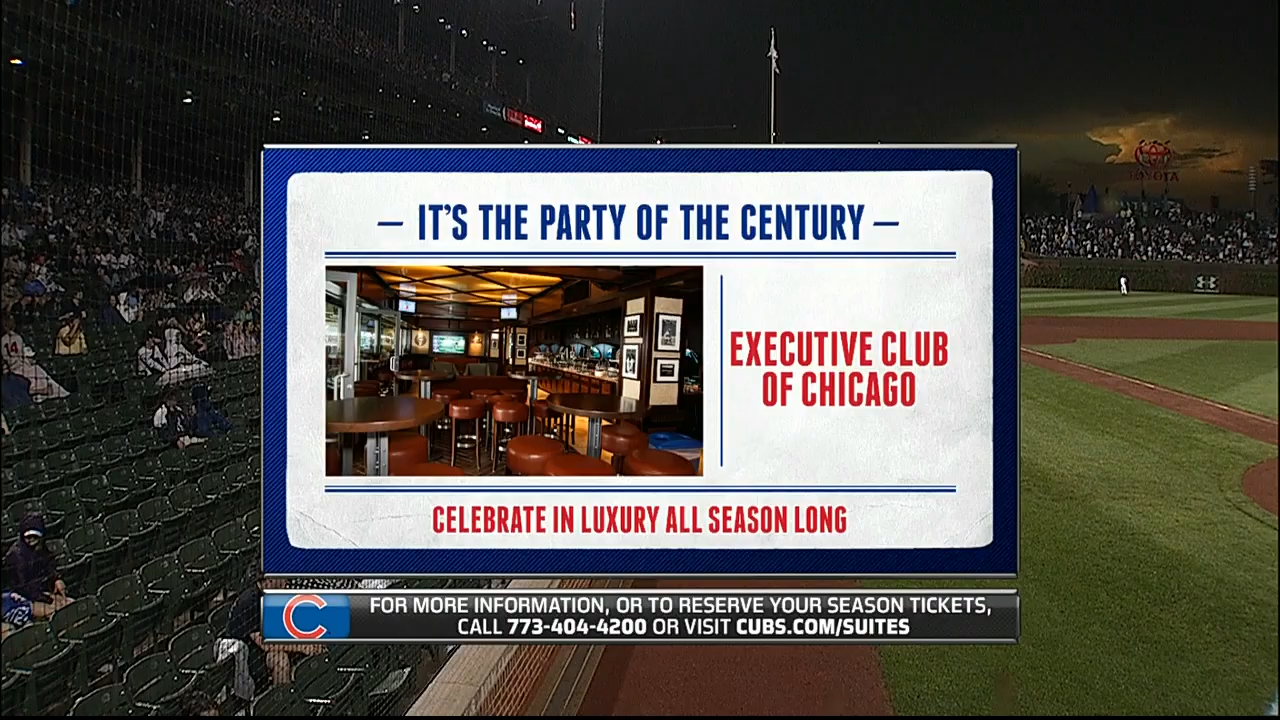 TOYOTA
— IT'S THE PARTY OF THE CENTURY —
EXECUTIVE CLUB
OF CHICAGO
CELEBRATE IN LUXURY ALL SEASON LONG
C FOR MORE INFORMATION, OR TO RESERVE YOUR SEASON TICKETS,
CALL 773-404-4200 OR VISIT CUBS.COM/SUITES
14